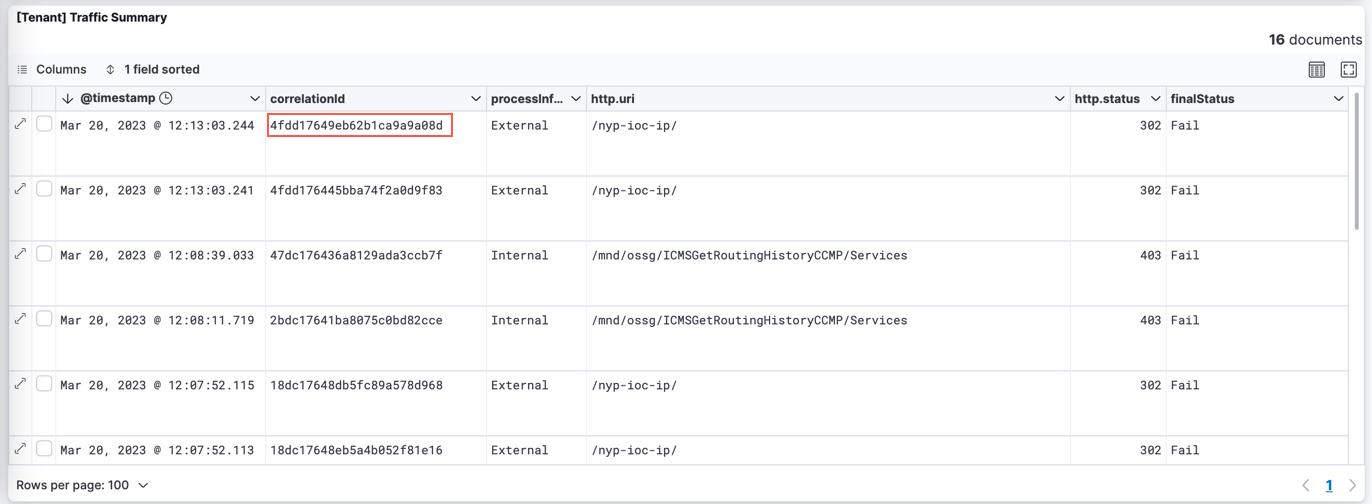 [Tenant] Traffic Summary
16 documents
Columns 1 field sorted
@timestamp correlationId processInf... http.uri http.status finalStatus
Mar 20, 2023 @ 12:13:03.244 4fdd17649eb62b1ca9a9a08d External /nyp-ioc-ip/ 302 Fail
Mar 20, 2023 @ 12:13:03.241 4fdd176445bba74f2a0d9f83 External /nyp-ioc-ip/ 302 Fail
Mar 20, 2023 @ 12:08:39.033 47dc176436a8129ada3ccb7f Internal /mnd/ossg/ICMSGetRoutingHistoryCCMP/Services 403 Fail
Mar 20, 2023 @ 12:08:11.719 2bdc17641ba8075c0bd82cce Internal /mnd/ossg/ICMSGetRoutingHistoryCCMP/Services 403 Fail
Mar 20, 2023 @ 12:07:52.115 18dc17648db5fc89a578d968 External /nyp-ioc-ip/ 302 Fail
Mar 20, 2023 @ 12:07:52.113 18dc17648eb5a4b052f81e16 External /nyp-ioc-ip/ 302 Fail
Rows per page: 100 1